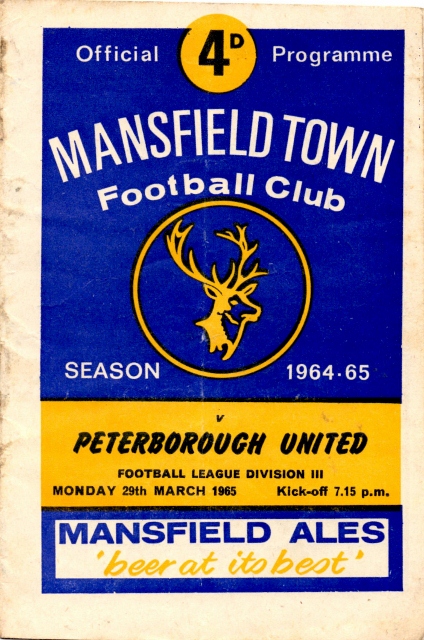 4D
Official Programme
MANSFIELD TOWN
Football Club
SEASON 1964-65
v
PETERBOROUGH UNITED
FOOTBALL LEAGUE DIVISION III
MONDAY 29th MARCH 1965 Kick-off 7.15 p.m.
MANSFIELD ALES
'beer at its best'